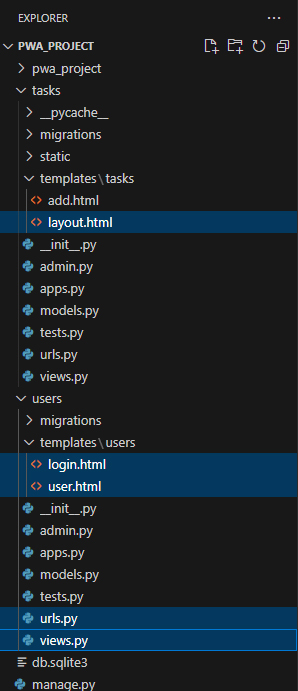 EXPLORER
PWA_PROJECT
pwa_project
tasks
__pycache__
migrations
static
templates\tasks
add.html
layout.html
__init__.py
admin.py
apps.py
models.py
tests.py
urls.py
views.py
users
migrations
templates\users
login.html
user.html
__init__.py
admin.py
apps.py
models.py
tests.py
urls.py
views.py
db.sqlite3
manage.py